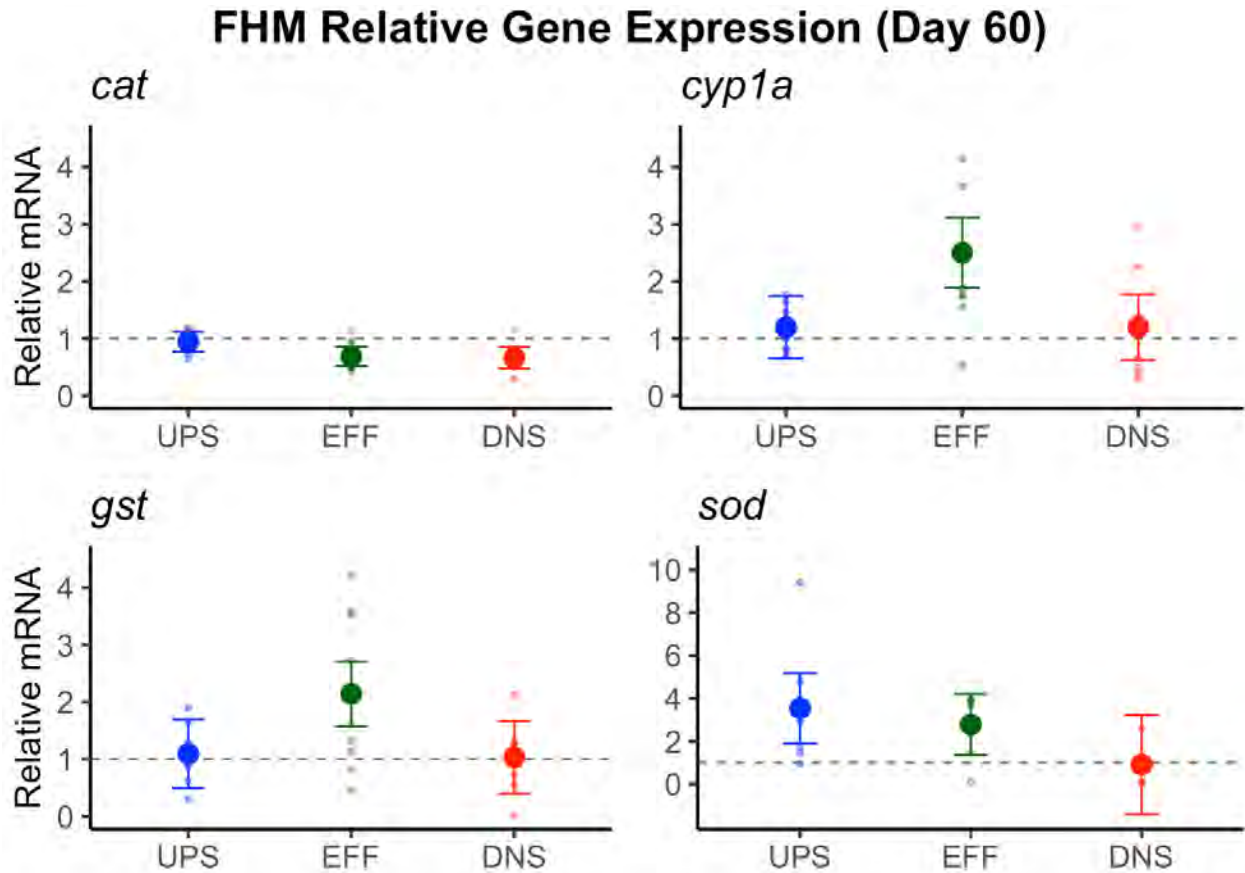 FHM Relative Gene Expression (Day 60)
cat
cyp1a
Relative mRNA
4
3
2
1
0
4
3
2
1
0
UPS EFF DNS
UPS EFF DNS
gst
sod
Relative mRNA
4
3
2
1
0
10
8
6
4
2
0
UPS EFF DNS
UPS EFF DNS